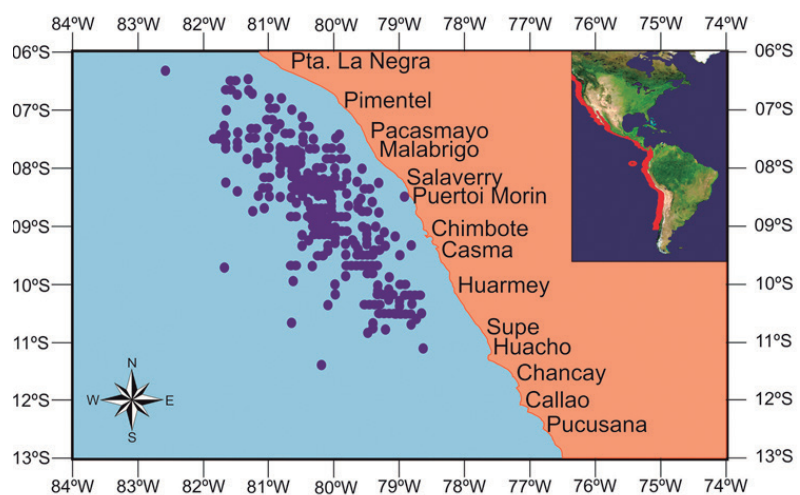 84ºW 83ºW 82ºW 81ºW 80ºW 79ºW 78ºW 77ºW 76ºW 75ºW 74ºW
06ºS 06ºS
Pta. La Negra
Pimentel
07ºS 07ºS
Pacasmayo
Malabrigo
08ºS 08ºS
Salaverry
Puertoi Morin
09ºS 09ºS
Chimbote
Casma
10ºS 10ºS
Huarmey
Supe
11ºS 11ºS
Huacho
Chancay
N
12ºS W E Callao 12ºS
Pucusana
S
13ºS 13ºS
84ºW 83ºW 82ºW 81ºW 80ºW 79ºW 78ºW 77ºW 76ºW 75ºW 74ºW